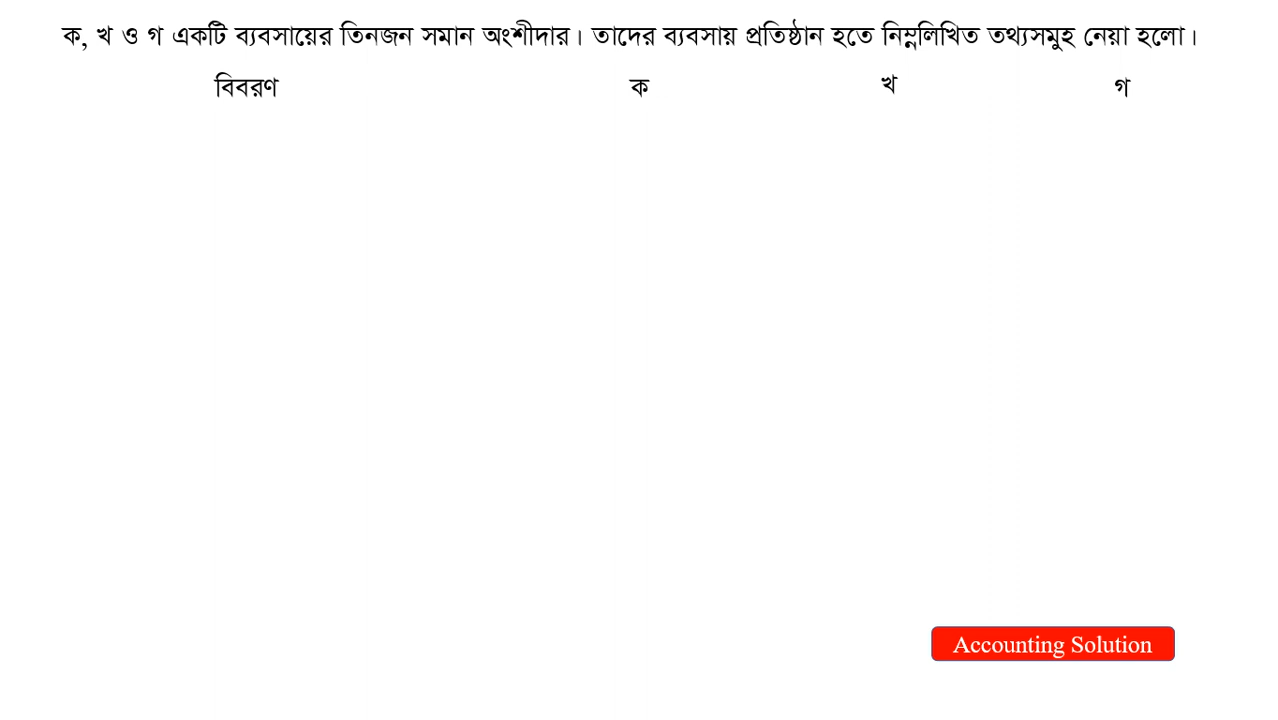 ক, খ ও গ একটি ব্যবসায়ের তিনজন সমান অংশীদার। তাদের ব্যবসায় প্রতিষ্ঠান হতে নিম্নলিখিত তথ্যসমুহ নেয়া হলো।
বিবরণ ক খ গ
Accounting Solution